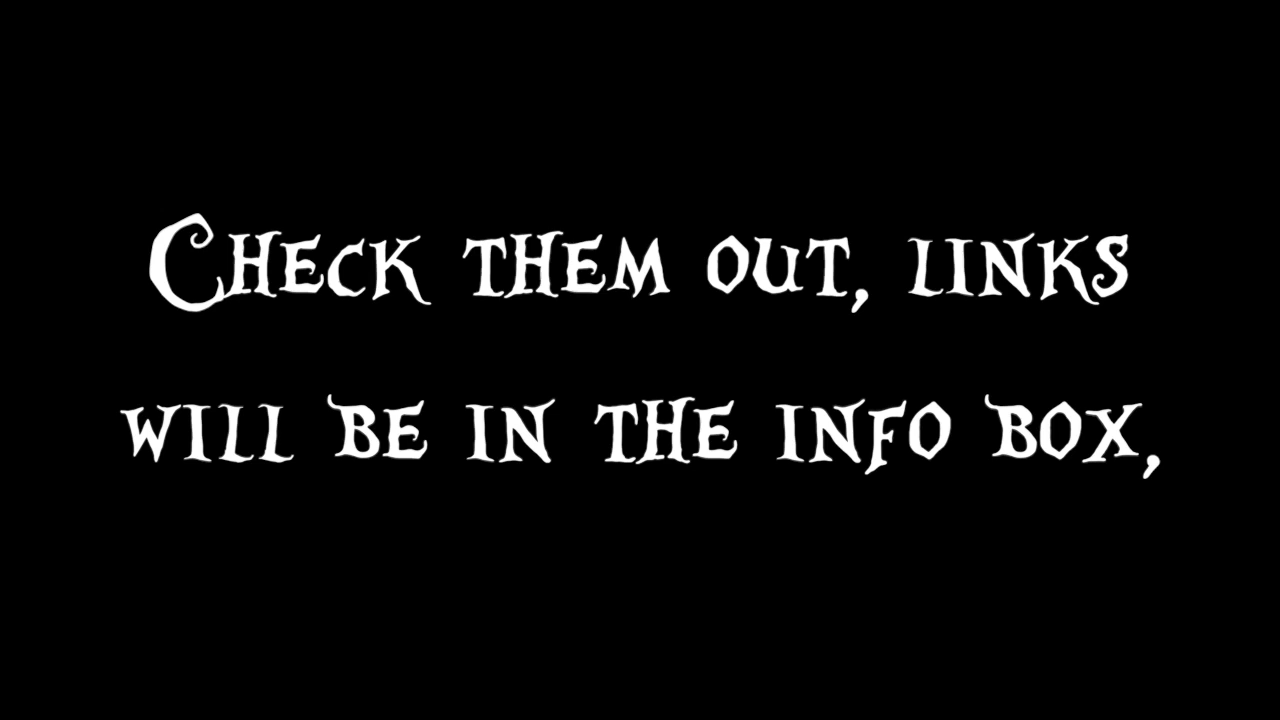 Check them out, links
will be in the info box,